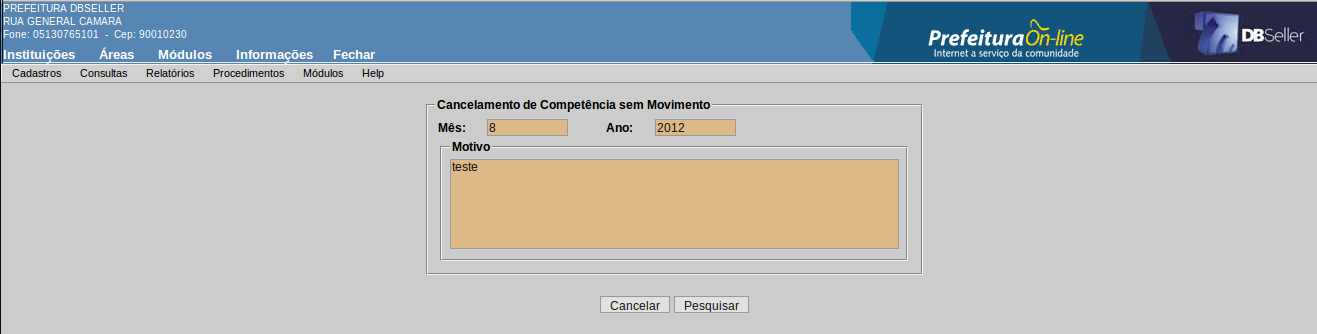 PREFEITURA DBSELLER
RUA GENERAL CAMARA
Fone: 05130765101 - Cep: 90010230
Instituições Áreas Módulos Informações Fechar
Prefeitura On-line
Internet a serviço da comunidade
DBSeller
Cadastros Consultas Relatórios Procedimentos Módulos Help
Cancelamento de Competência sem Movimento
Mês: 8 Ano: 2012
Motivo
teste
Cancelar Pesquisar